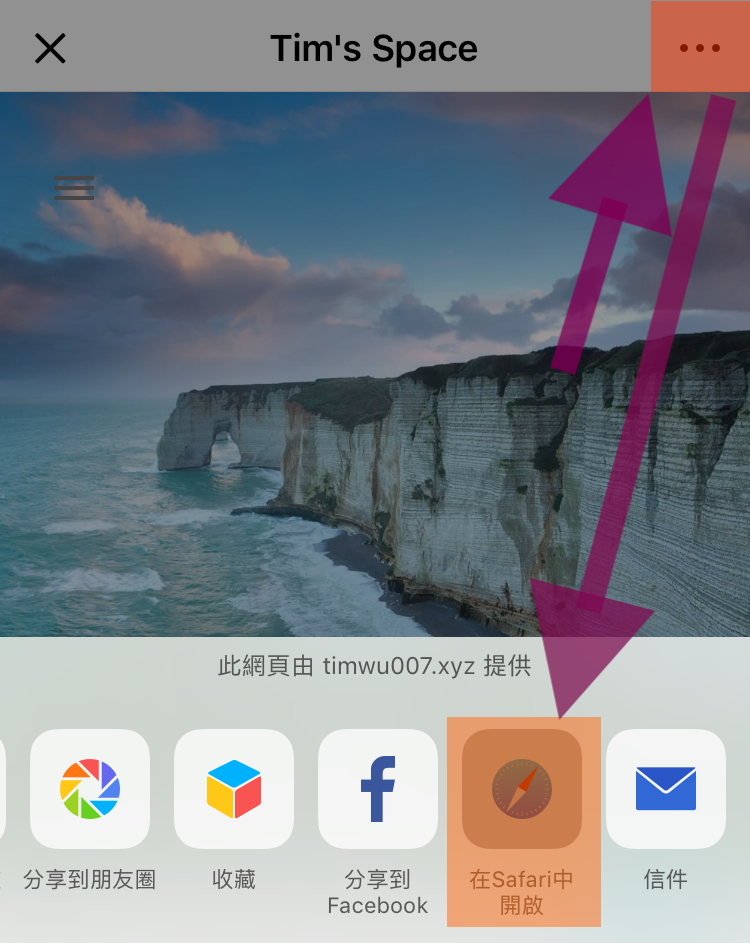 Tim's Space
此網頁由 timwu007.xyz 提供
分享到朋友圈
收藏
分享到
Facebook
在Safari中
開啟
信件